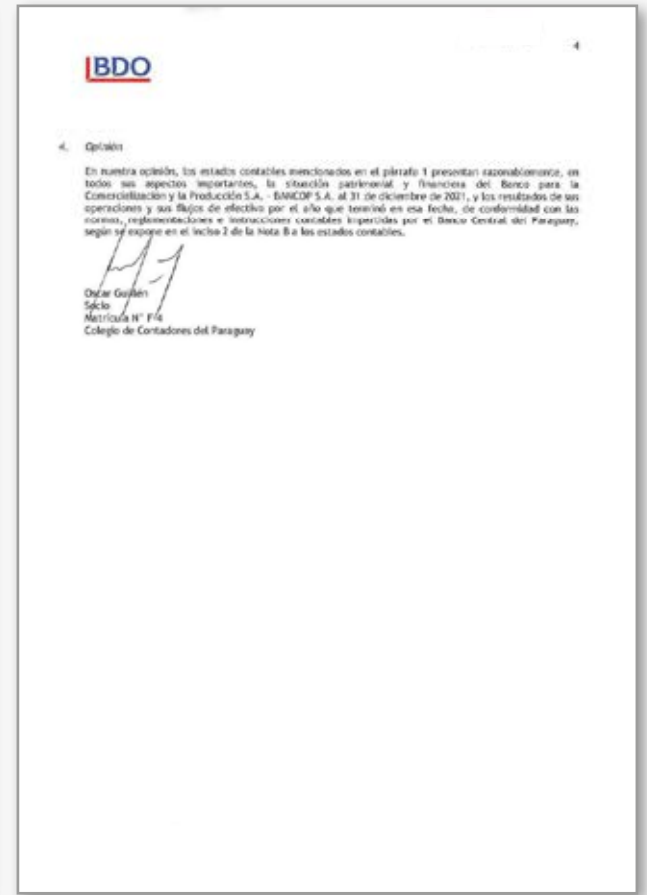 4
BDO
4. Opinión
En nuestra opinión, los estados contables mencionados en el párrafo 1 presentan razonablemente, en
todos sus aspectos importantes, la situación patrimonial y financiera del Banco para la
Comercialización y la Producción S.A. - BANCOP S.A. al 31 de diciembre de 2021, y los resultados de sus
operaciones y sus flujos de efectivo por el año que terminó en esa fecha, de conformidad con las
normas, reglamentaciones e instrucciones contables impartidas por el Banco Central del Paraguay,
según se expone en el inciso 2 de la Nota B a los estados contables.
Oscar Guillén
Socio
Matrícula N° F-4
Colegio de Contadores del Paraguay